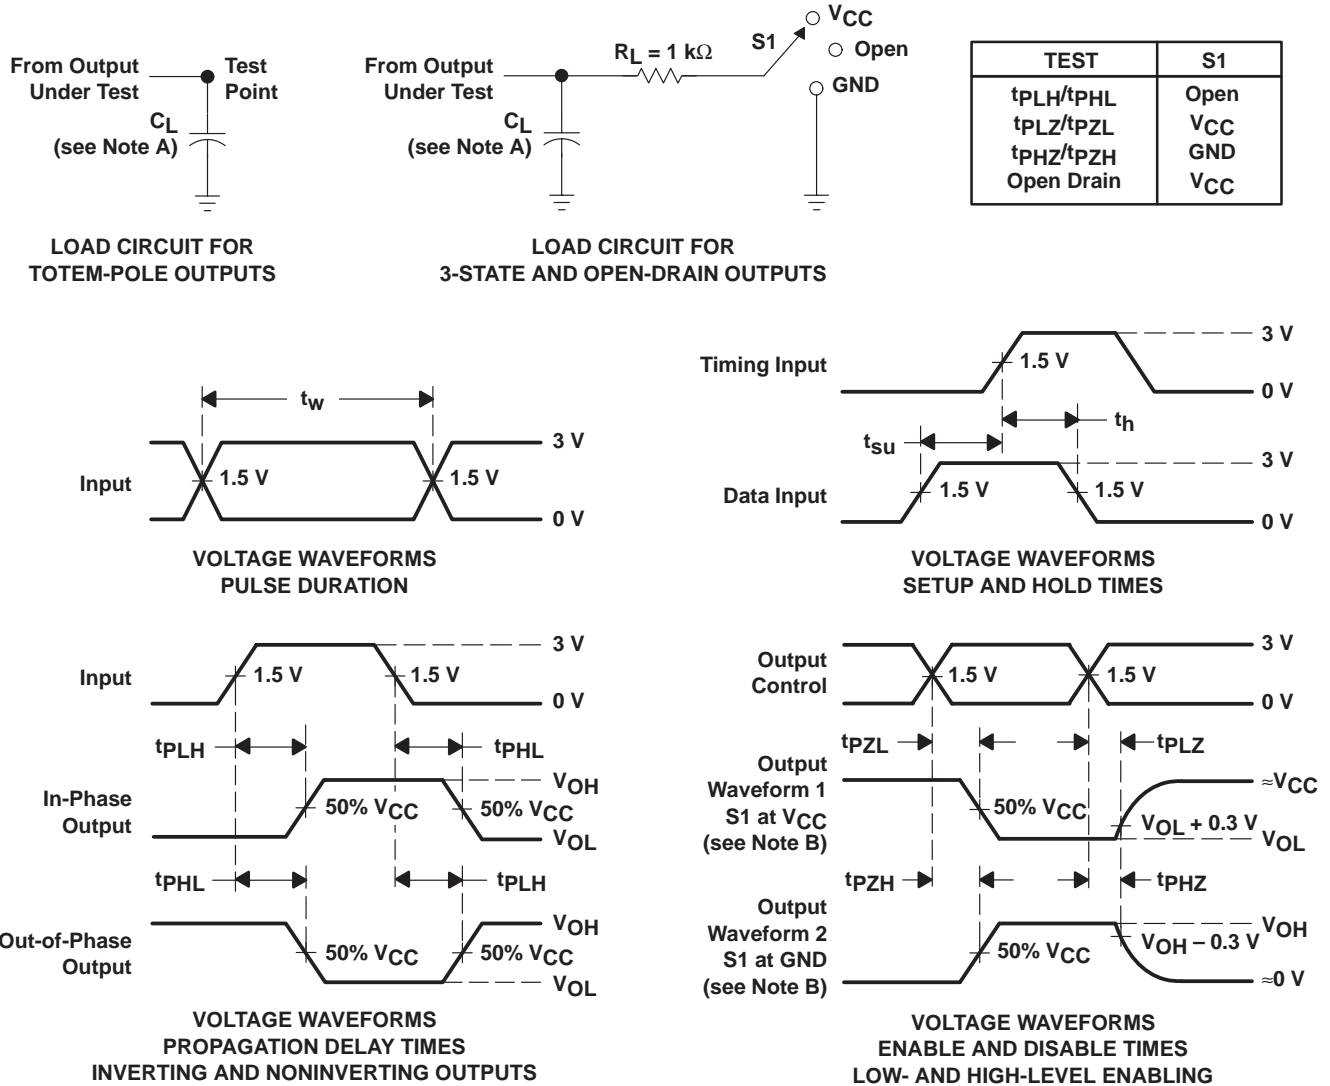 From Output
Under Test
Test
Point
CL
(see Note A)
LOAD CIRCUIT FOR
TOTEM-POLE OUTPUTS
From Output
Under Test
RL = 1 kΩ
S1
VCC
Open
GND
CL
(see Note A)
LOAD CIRCUIT FOR
3-STATE AND OPEN-DRAIN OUTPUTS
TEST S1
tPLH/tPHL Open
tPLZ/tPZL VCC
tPHZ/tPZH GND
Open Drain VCC
tw
Input
1.5 V
1.5 V
3 V
0 V
VOLTAGE WAVEFORMS
PULSE DURATION
Timing Input
1.5 V
3 V
0 V
th
tsu
Data Input
1.5 V
1.5 V
3 V
0 V
VOLTAGE WAVEFORMS
SETUP AND HOLD TIMES
Input
1.5 V
1.5 V
3 V
0 V
tPLH
tPHL
In-Phase
Output
50% VCC
50% VCC
VOH
VOL
tPHL
tPLH
Out-of-Phase
Output
50% VCC
50% VCC
VOH
VOL
VOLTAGE WAVEFORMS
PROPAGATION DELAY TIMES
INVERTING AND NONINVERTING OUTPUTS
Output
Control
1.5 V
1.5 V
3 V
0 V
tPZL
tPLZ
Output
Waveform 1
S1 at VCC
(see Note B)
50% VCC
VOL + 0.3 V
≈VCC
VOL
tPZH
tPHZ
Output
Waveform 2
S1 at GND
(see Note B)
50% VCC
VOH − 0.3 V
VOH
≈0 V
VOLTAGE WAVEFORMS
ENABLE AND DISABLE TIMES
LOW- AND HIGH-LEVEL ENABLING